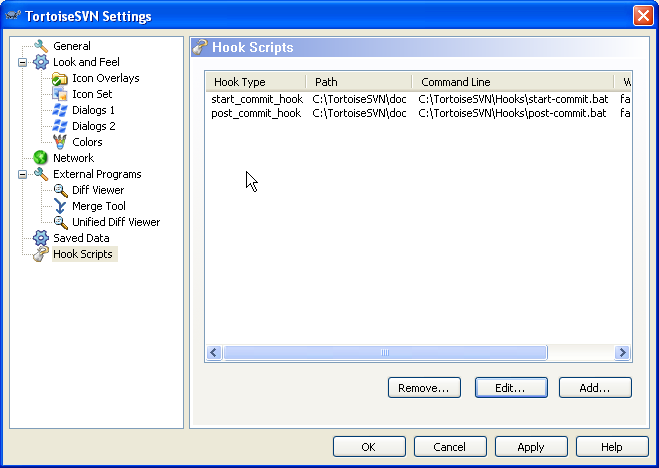 TortoiseSVN Settings
General
Look and Feel
Icon Overlays
Icon Set
Dialogs 1
Dialogs 2
Colors
Network
External Programs
Diff Viewer
Merge Tool
Unified Diff Viewer
Saved Data
Hook Scripts
Hook Scripts
Hook Type Path Command Line W
start_commit_hook C:\TortoiseSVN\doc C:\TortoiseSVN\Hooks\start-commit.bat fa
post_commit_hook C:\TortoiseSVN\doc C:\TortoiseSVN\Hooks\post-commit.bat fa
Remove... Edit... Add...
OK Cancel Apply Help